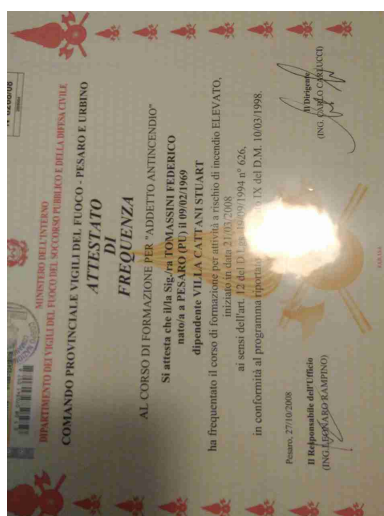 MINISTERO DELL'INTERNO
DIPARTIMENTO DEI VIGILI DEL FUOCO DEL SOCCORSO PUBBLICO E DELLA DIFESA CIVILE
COMANDO PROVINCIALE VIGILI DEL FUOCO - PESARO E URBINO
ATTESTATO
DI
FREQUENZA
AL CORSO DI FORMAZIONE PER "ADDETTO ANTINCENDIO"
Si attesta che il/la Sig./ra TOMASSINI FEDERICO
nato/a a PESARO (PU) il 09/02/1969
dipendente VILLA CATTANI STUART
ha frequentato il corso di formazione per attività a rischio di incendio ELEVATO,
iniziato in data 21/03/2008
ai sensi dell'art. 12 del 1994 n° 626,
in conformità al programma riportato IX del D.M. 10/03/1998.
Pesaro, 27/10/2008
Il Responsabile dell'Ufficio
(ING. LEONARO RAMPINO)
Il Dirigente
(ING. CARLO CARLUCCI)